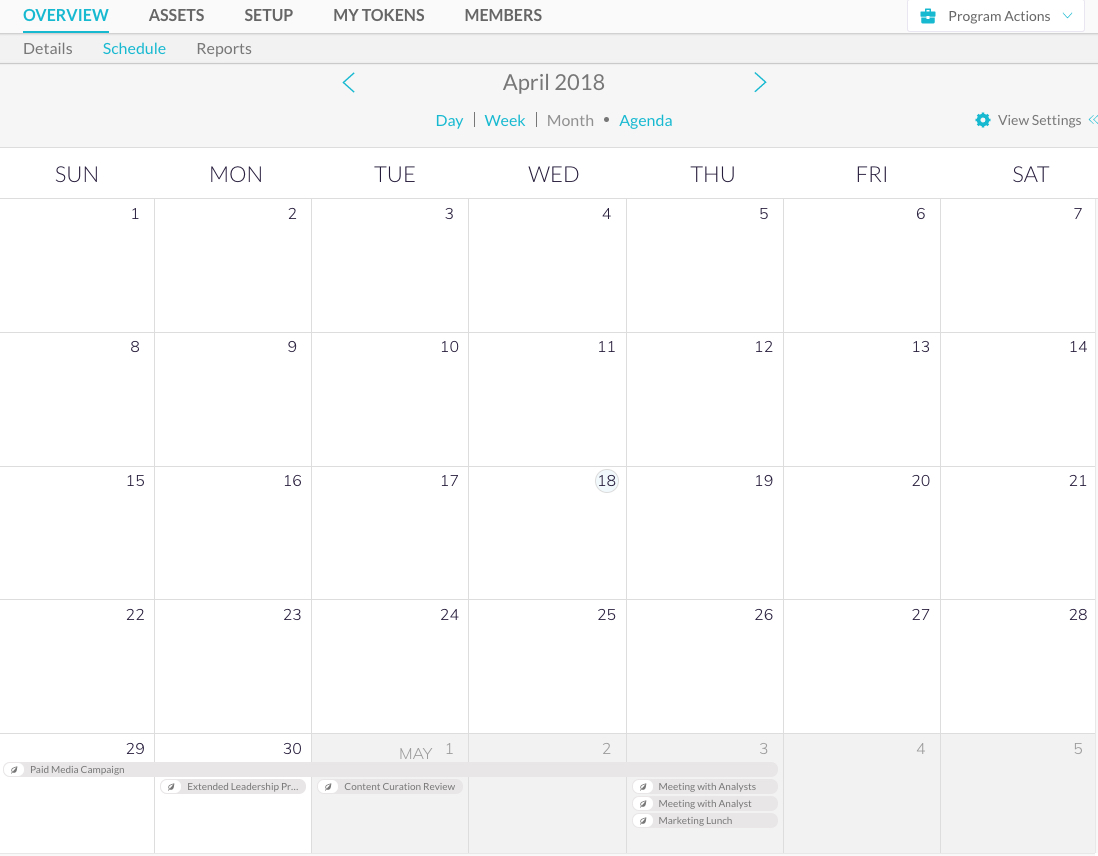 OVERVIEW ASSETS SETUP MY TOKENS MEMBERS Program Actions
Details Schedule Reports
April 2018
Day | Week | Month • Agenda View Settings
SUN MON TUE WED THU FRI SAT
1 2 3 4 5 6 7
8 9 10 11 12 13 14
15 16 17 18 19 20 21
22 23 24 25 26 27 28
29 30 MAY 1 2 3 4 5
Paid Media Campaign
Extended Leadership Pr... Content Curation Review Meeting with Analysts
Meeting with Analyst
Marketing Lunch